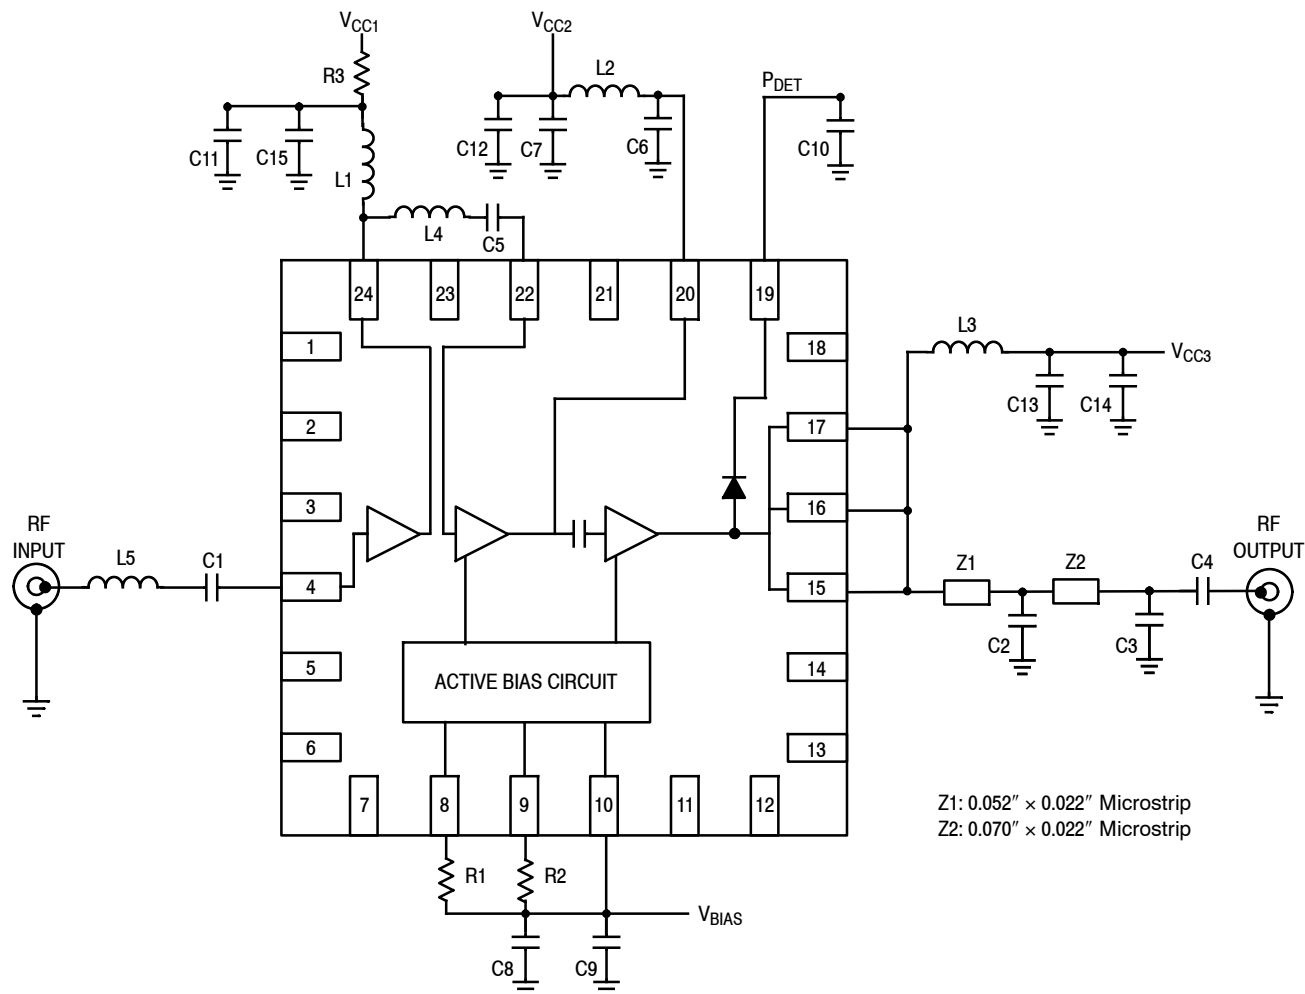 VCC1
VCC2
R3
L2
PDET
C11
C15
L1
C12
C7
C6
C10
L4
C5
24
23
22
21
20
19
1
18
L3
VCC3
C13
C14
2
17
3
16
RF
INPUT
L5
C1
4
15
Z1
Z2
C4
RF
OUTPUT
C2
C3
5
14
ACTIVE BIAS CIRCUIT
6
13
7
8
9
10
11
12
Z1: 0.052″ × 0.022″ Microstrip
Z2: 0.070″ × 0.022″ Microstrip
R1
R2
VBIAS
C8
C9